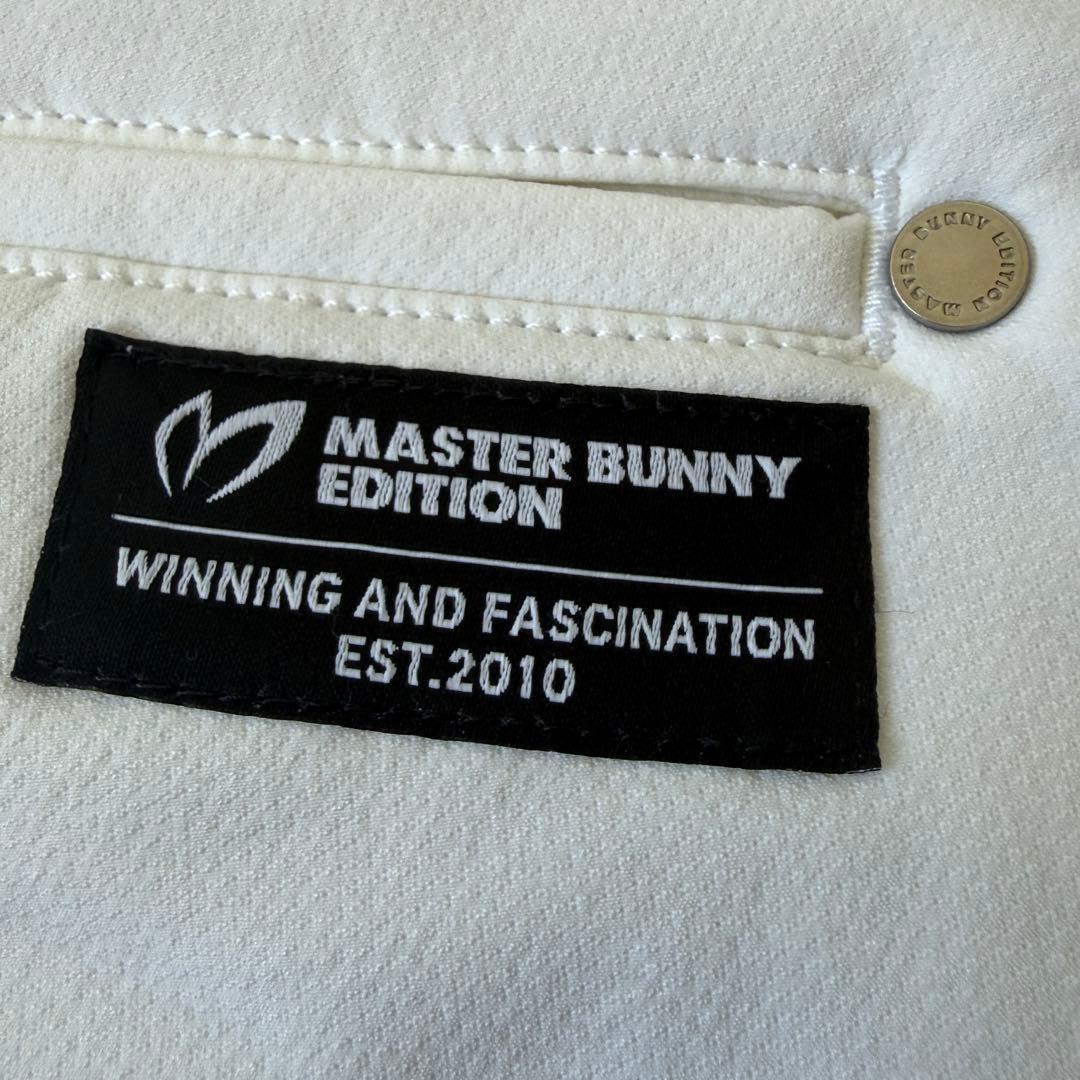 MASTER BUNNY EDITION
MASTER BUNNY
EDITION
WINNING AND FASCINATION
EST.2010